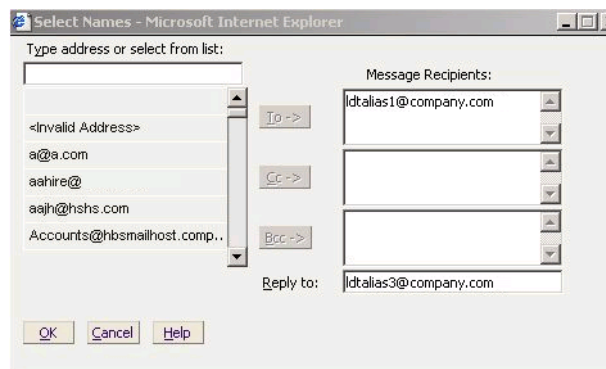 Select Names - Microsoft Internet Explorer
Type address or select from list:
Message Recipients:
<Invalid Address>
a@a.com
aahire@
aajh@hshs.com
Accounts@hbsmailhost.comp..
To ->
ldtalias1@company.com
Cc ->
Bcc ->
Reply to:
ldtalias3@company.com
OK
Cancel
Help